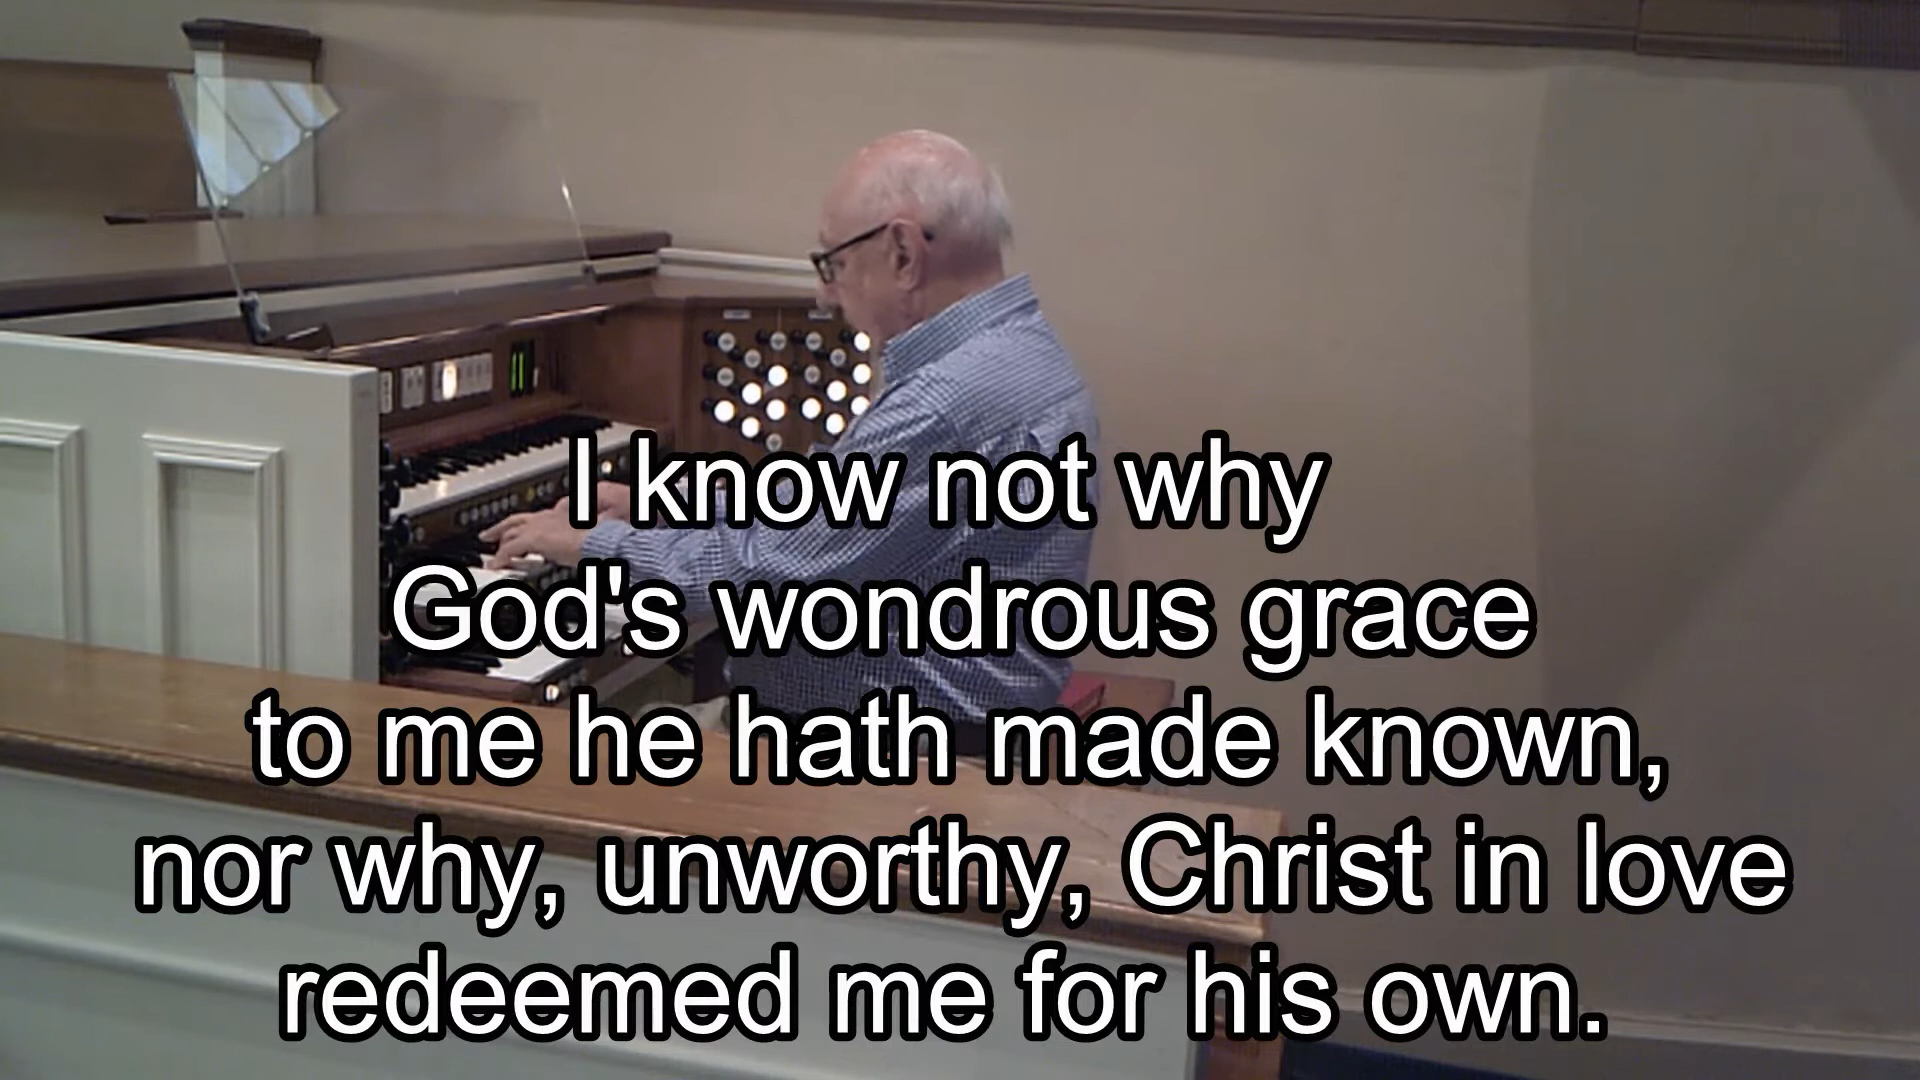 I know not why
God's wondrous grace
to me he hath made known,
nor why, unworthy, Christ in love
redeemed me for his own.